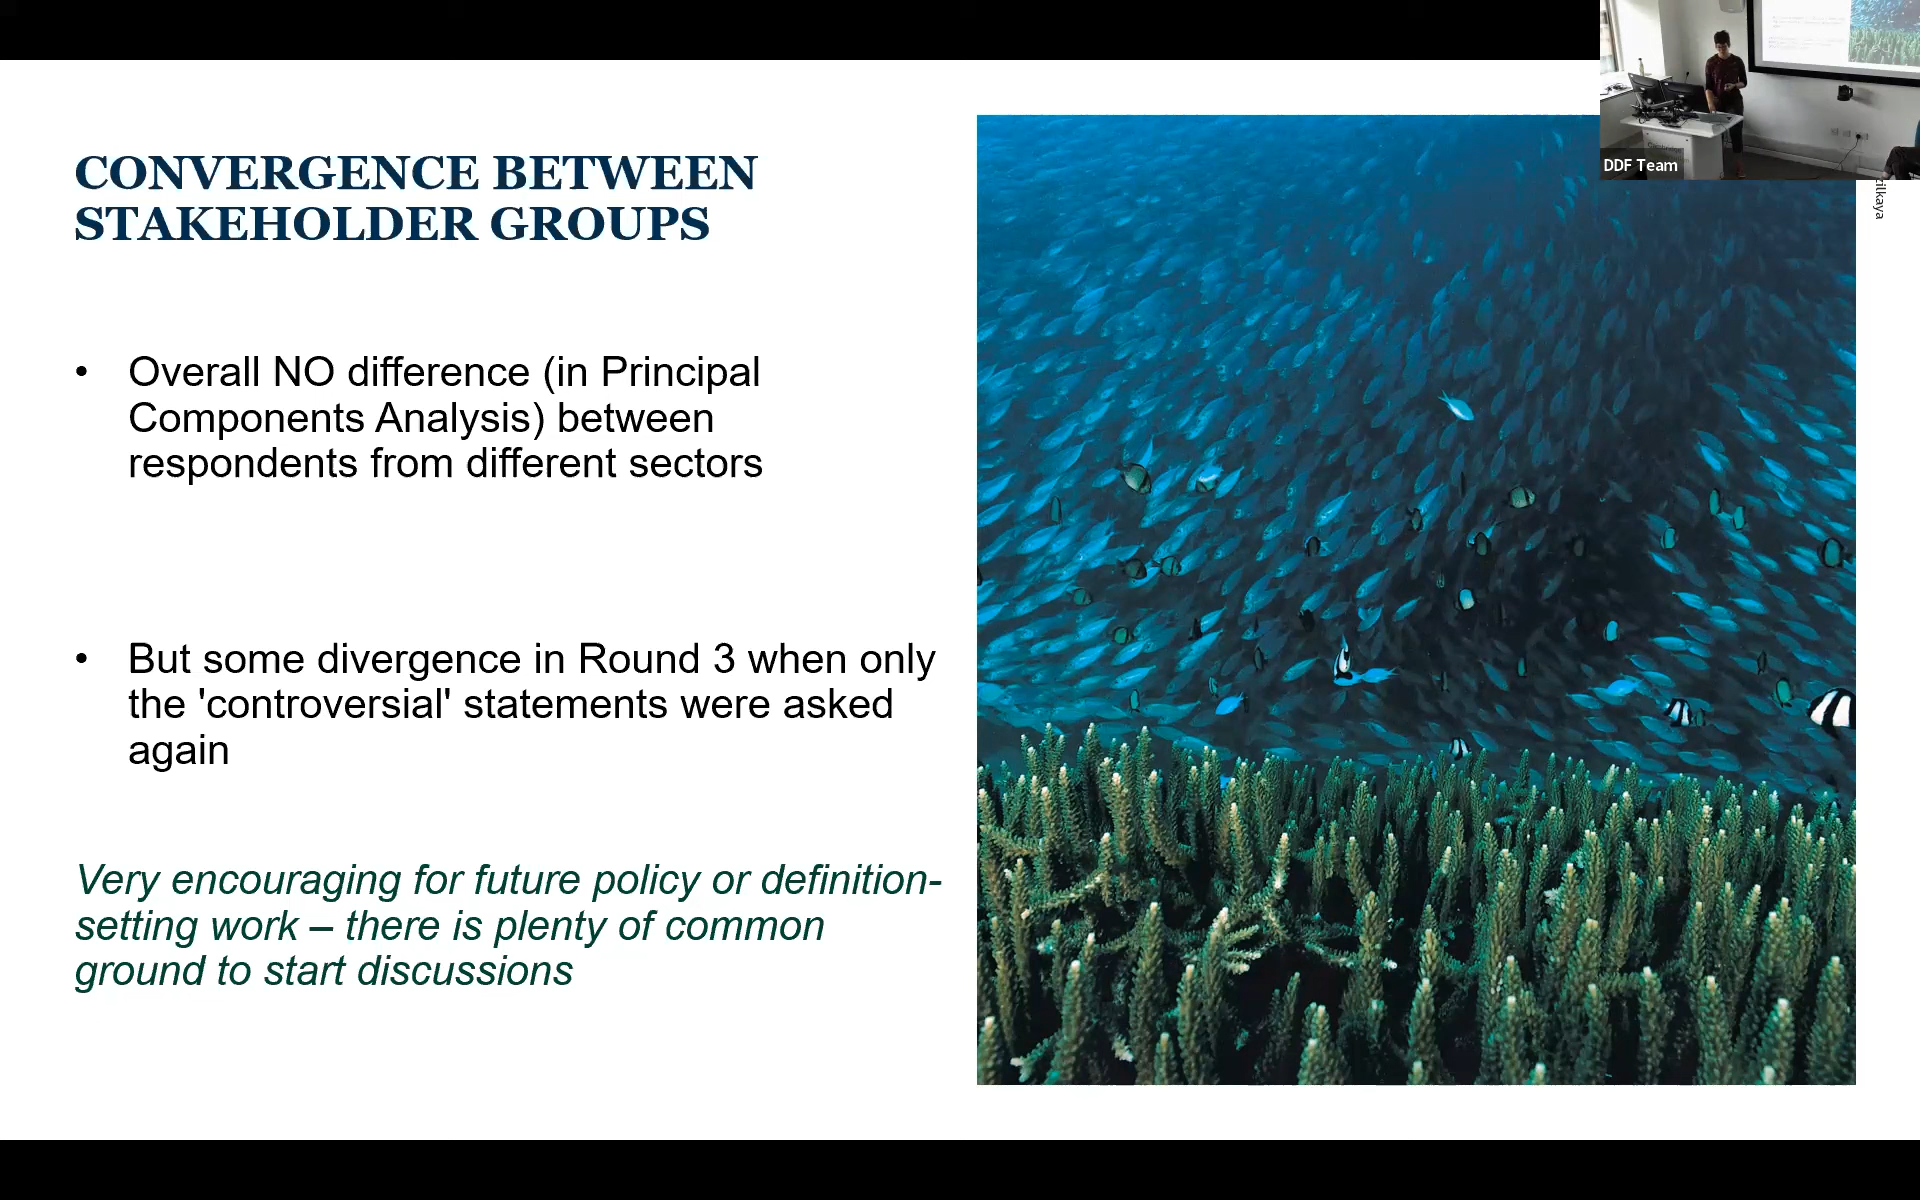 CONVERGENCE BETWEEN
STAKEHOLDER GROUPS
• Overall NO difference (in Principal
Components Analysis) between
respondents from different sectors
• But some divergence in Round 3 when only
the 'controversial' statements were asked
again
Very encouraging for future policy or definition-
setting work – there is plenty of common
ground to start discussions
DDF Team